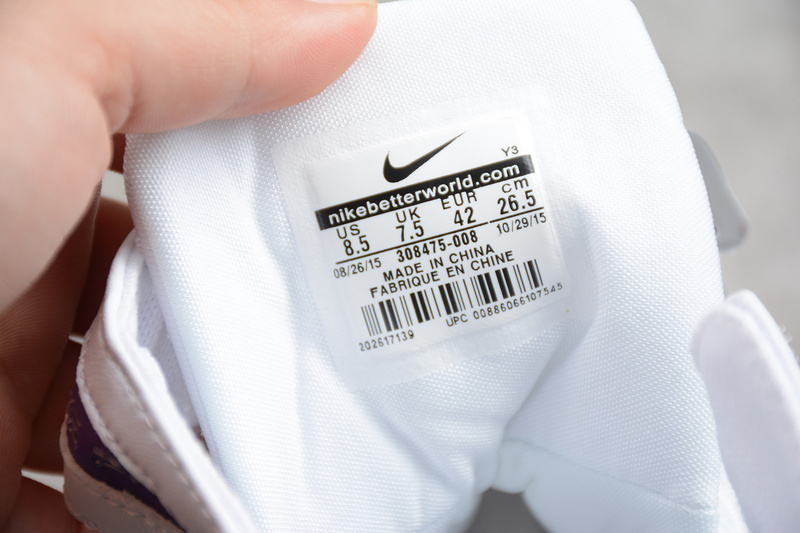 Y3
nikebetterworld.com
US UK EUR cm
8.5 7.5 42 26.5
08/26/15 308475-008 10/29/15
MADE IN CHINA
FABRIQUE EN CHINE
202617139 UPC 00886066107545